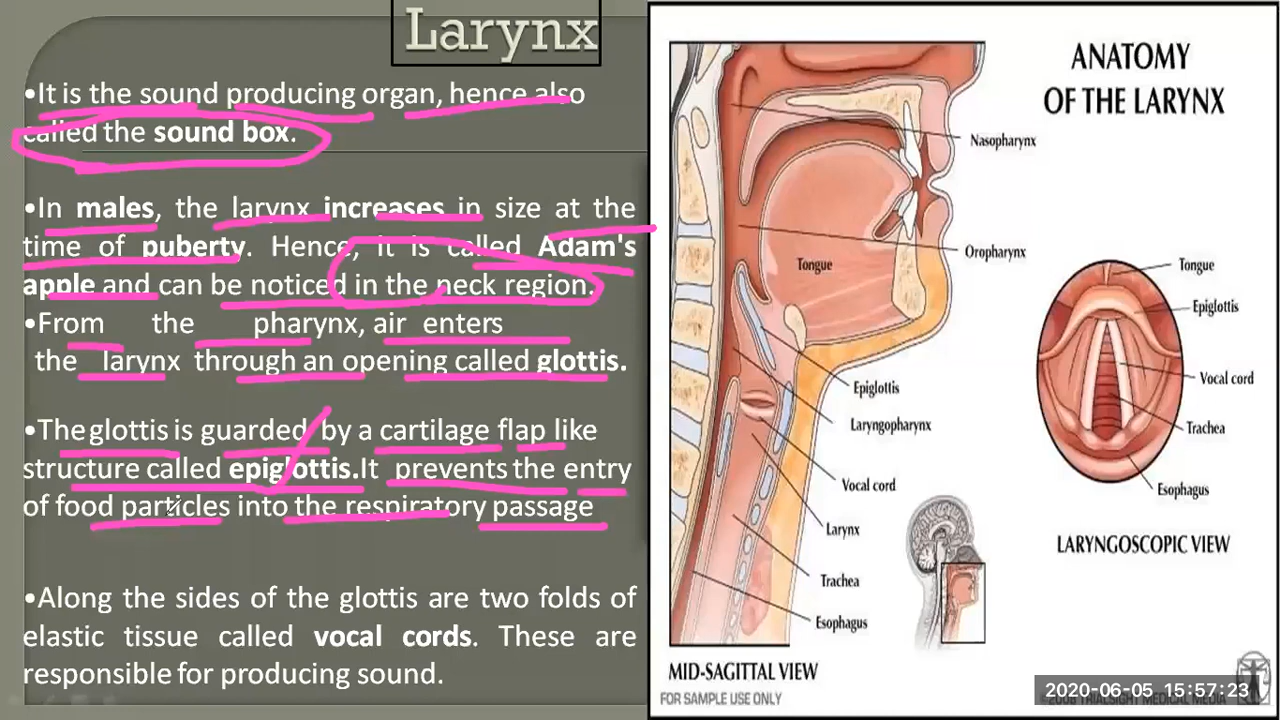 Larynx
•It is the sound producing organ, hence also
called the sound box.
•In males, the larynx increases in size at the
time of puberty. Hence, it is called Adam's
apple and can be noticed in the neck region.
•From the pharynx, air enters
the larynx through an opening called glottis.
•The glottis is guarded by a cartilage flap like
structure called epiglottis.It prevents the entry
of food particles into the respiratory passage
•Along the sides of the glottis are two folds of
elastic tissue called vocal cords. These are
responsible for producing sound.
ANATOMY
OF THE LARYNX
Nasopharynx
Oropharynx
Tongue
Epiglottis
Laryngopharynx
Vocal cord
Larynx
Trachea
Esophagus
MID-SAGITTAL VIEW
FOR SAMPLE USE ONLY
Tongue
Epiglottis
Vocal cord
Trachea
Esophagus
LARYNGOSCOPIC VIEW
2020-06-05 15:57:23
TRIALSIGHT MEDICAL MEDIA